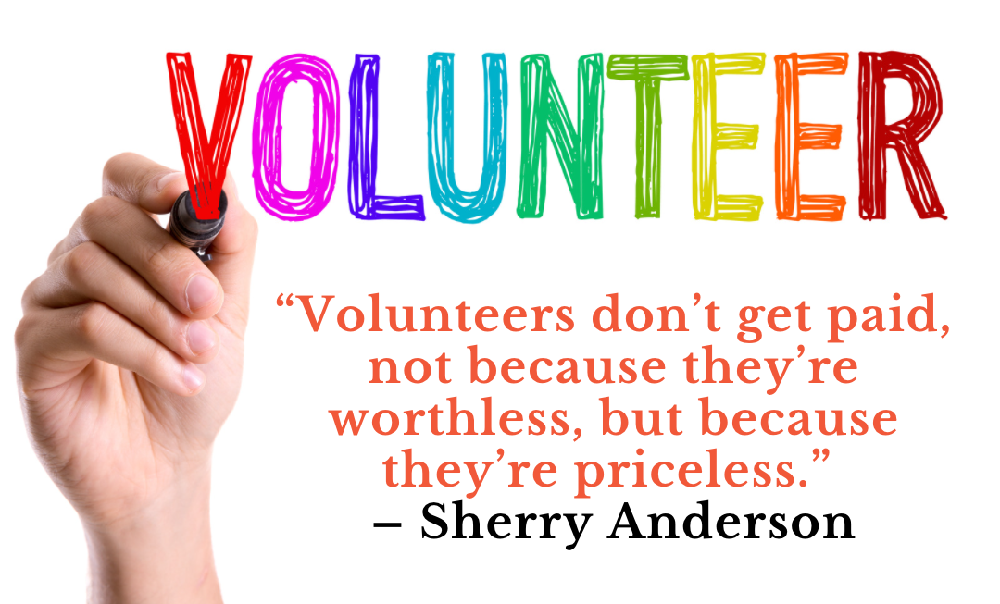 VOLUNTEER
“Volunteers don’t get paid,
not because they’re
worthless, but because
they’re priceless.”
– Sherry Anderson